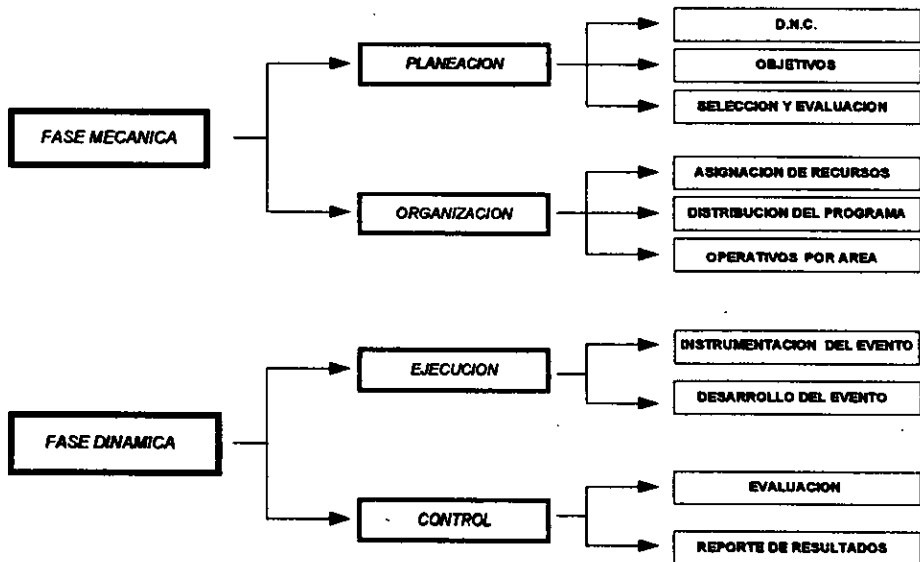 FASE MECANICA
PLANEACION
D.N.C.
OBJETIVOS
SELECCION Y EVALUACION
ORGANIZACION
ASIGNACION DE RECURSOS
DISTRIBUCION DEL PROGRAMA
OPERATIVOS POR AREA
FASE DINAMICA
EJECUCION
INSTRUMENTACION DEL EVENTO
DESARROLLO DEL EVENTO
CONTROL
EVALUACION
REPORTE DE RESULTADOS